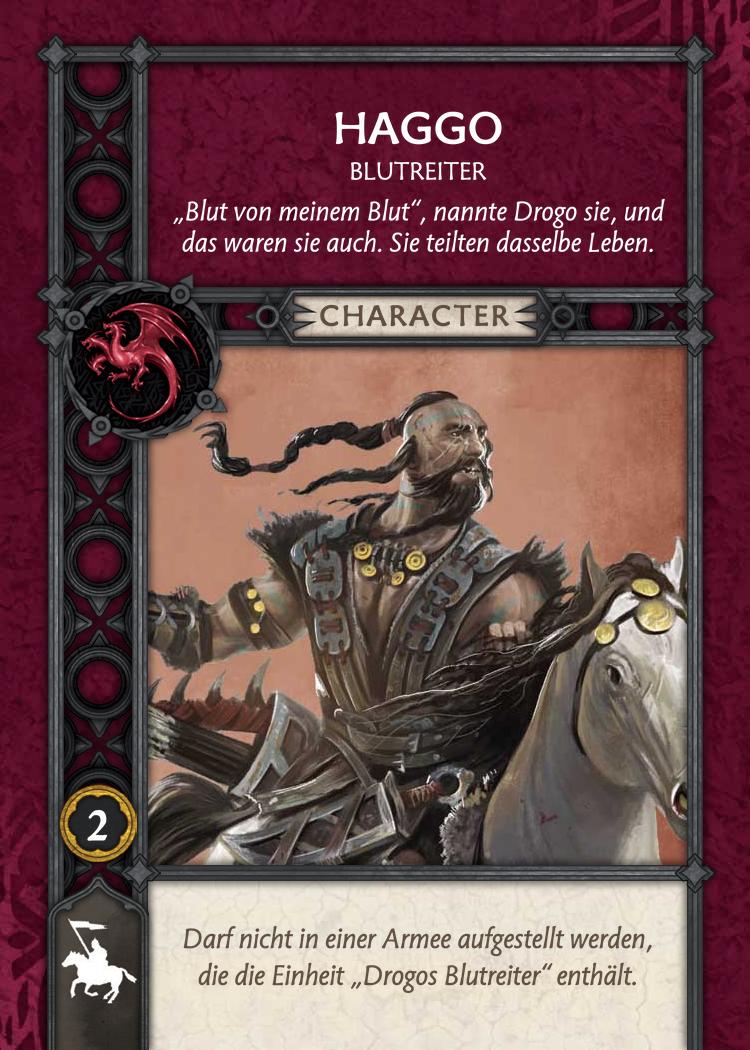 HAGGO
BLUTREITER
„Blut von meinem Blut“, nannte Drogo sie, und
das waren sie auch. Sie teilten dasselbe Leben.
CHARACTER
2
Darf nicht in einer Armee aufgestellt werden,
die die Einheit „Drogos Blutreiter“ enthält.